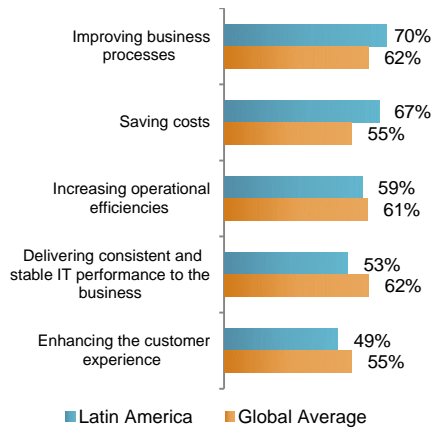 Improving business
processes
70%
62%
Saving costs
67%
55%
Increasing operational
efficiencies
59%
61%
Delivering consistent and
stable IT performance to the
business
53%
62%
Enhancing the customer
experience
49%
55%
Latin America
Global Average